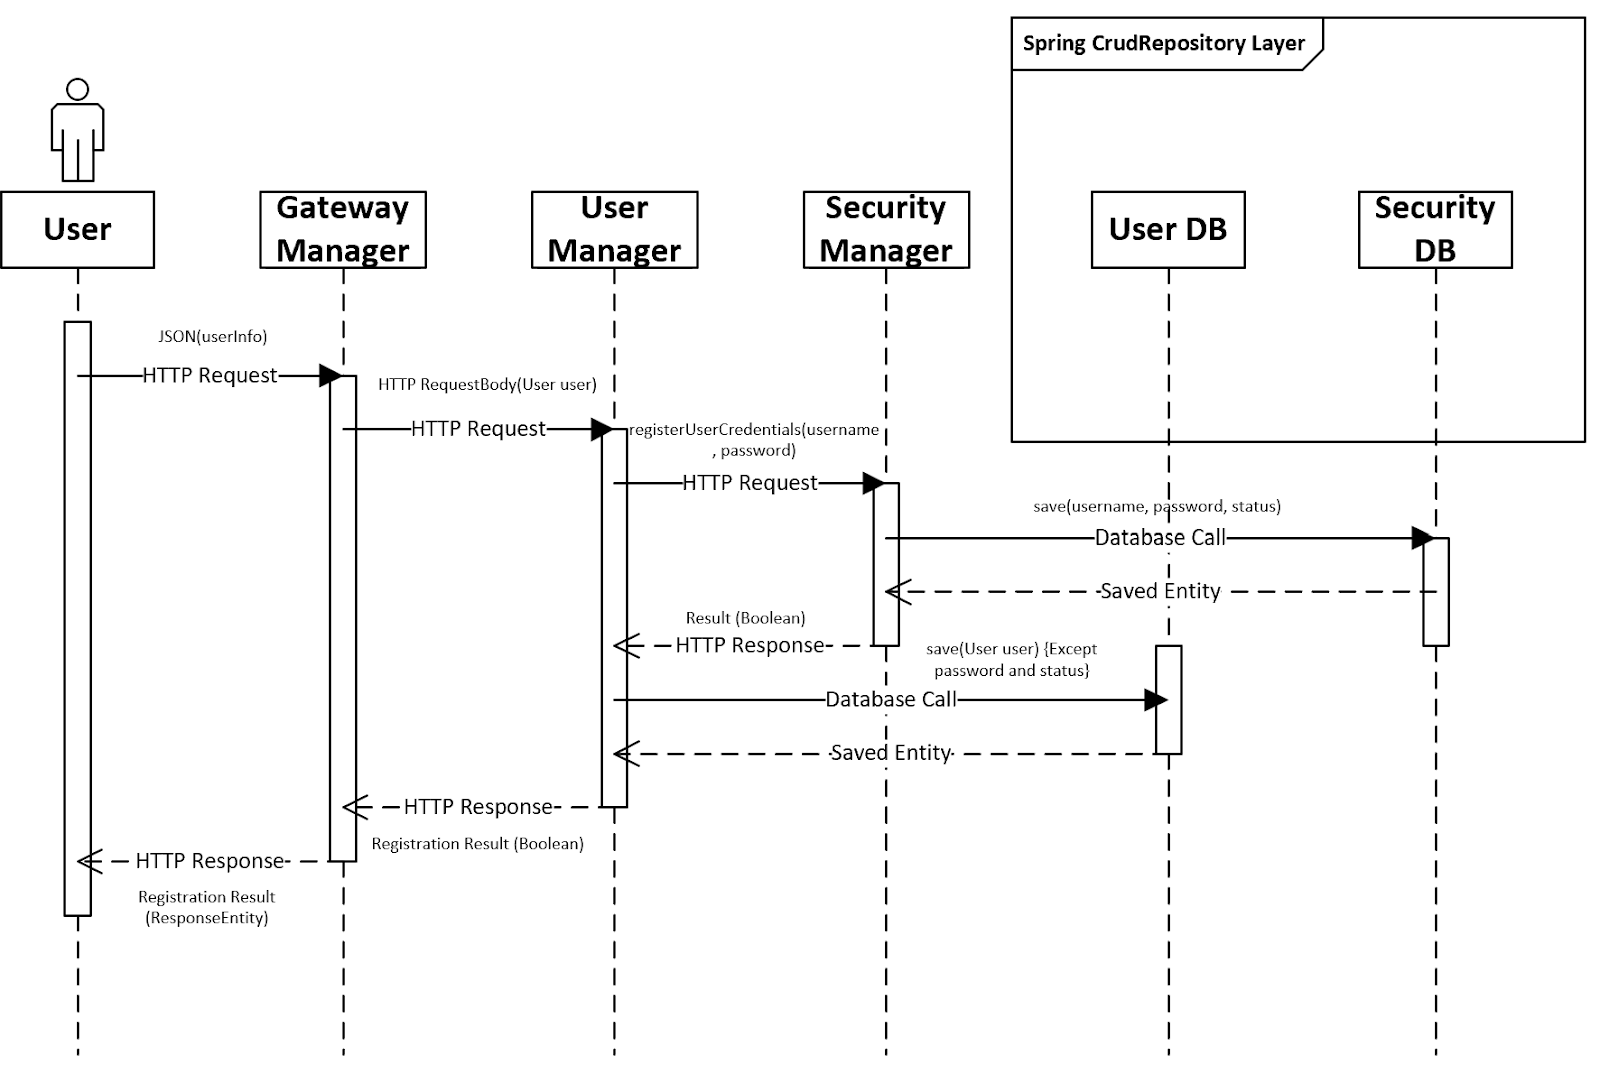 Spring CrudRepository Layer
User
Gateway
Manager
User
Manager
Security
Manager
User DB
Security
DB
JSON(userInfo)
HTTP Request
HTTP RequestBody(User user)
HTTP Request
registerUserCredentials(username
, password)
HTTP Request
save(username, password, status)
Database Call
Saved Entity
Result (Boolean)
HTTP Response
save(User user) {Except
password and status}
Database Call
Saved Entity
HTTP Response
Registration Result (Boolean)
HTTP Response
Registration Result
(ResponseEntity)